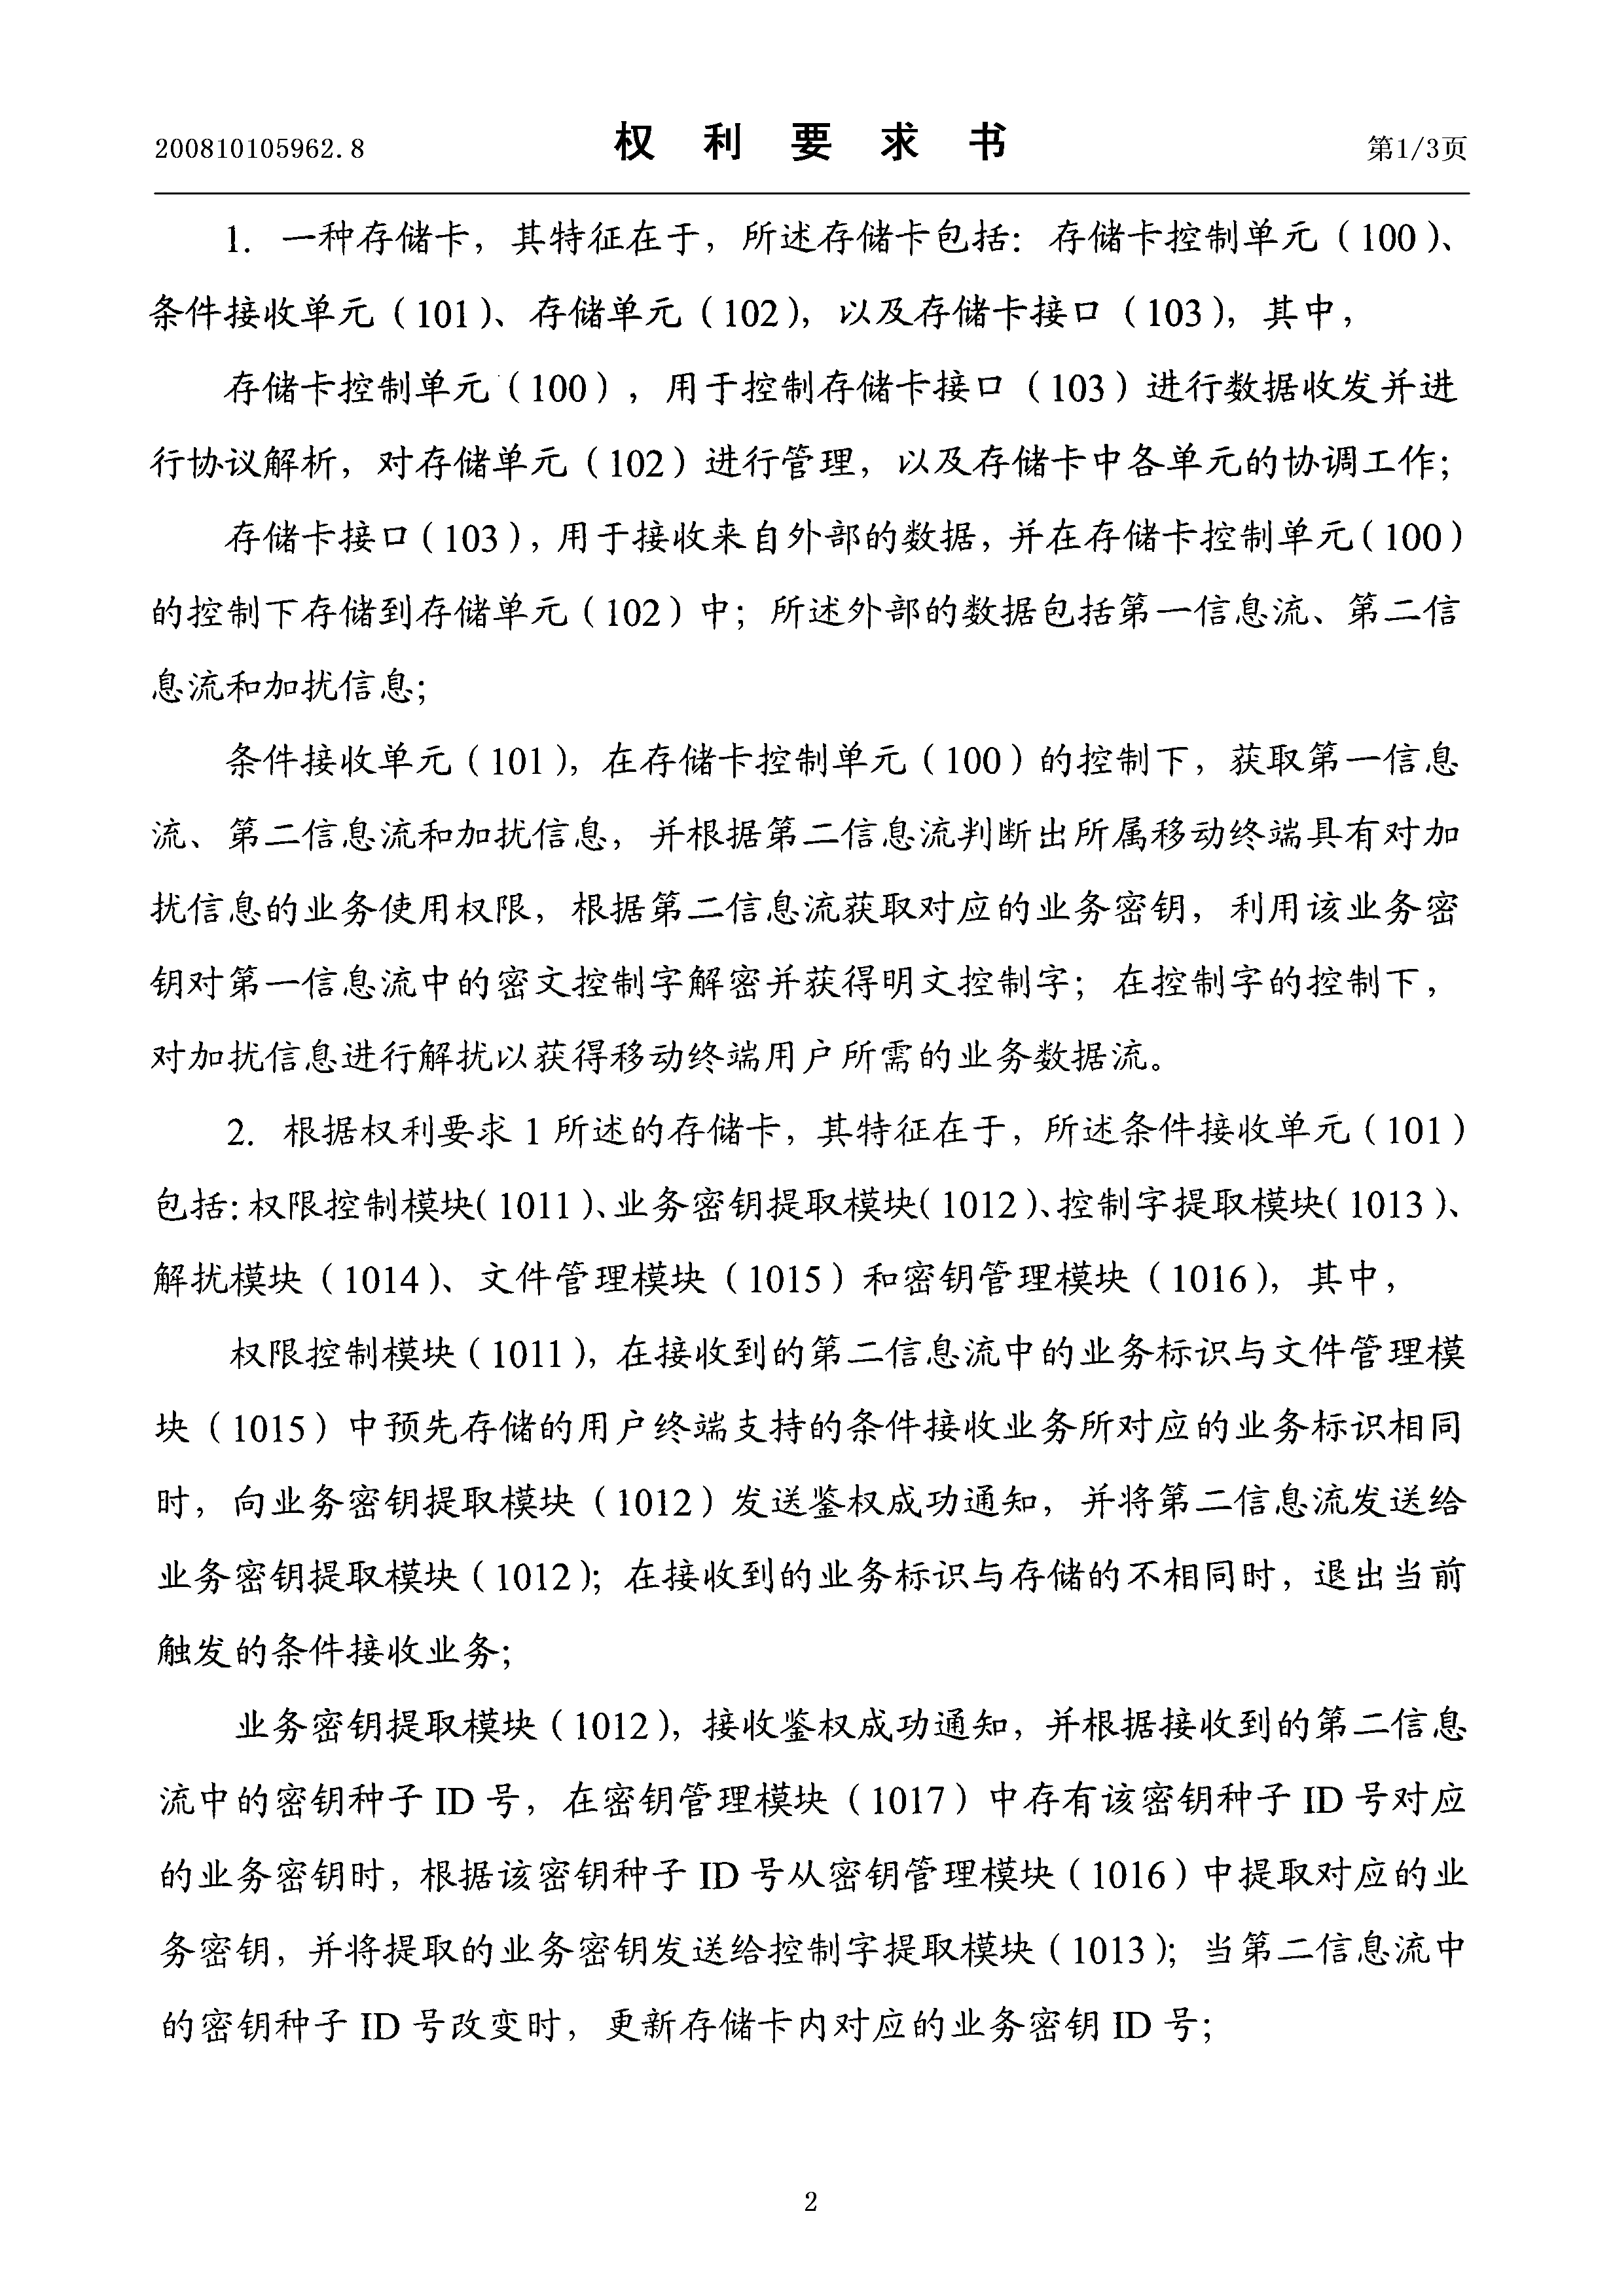 200810105962.8
权 利 要 求 书
第1/3页
1. 一种存储卡，其特征在于，所述存储卡包括：存储卡控制单元（100）、
条件接收单元（101）、存储单元（102），以及存储卡接口（103），其中，
存储卡控制单元（100），用于控制存储卡接口（103）进行数据收发并进
行协议解析，对存储单元（102）进行管理，以及存储卡中各单元的协调工作；
存储卡接口（103），用于接收来自外部的数据，并在存储卡控制单元（100）
的控制下存储到存储单元（102）中；所述外部的数据包括第一信息流、第二信
息流和加扰信息；
条件接收单元（101），在存储卡控制单元（100）的控制下，获取第一信息
流、第二信息流和加扰信息，并根据第二信息流判断出所属移动终端具有对加
扰信息的业务使用权限，根据第二信息流获取对应的业务密钥，利用该业务密
钥对第一信息流中的密文控制字解密并获得明文控制字；在控制字的控制下，
对加扰信息进行解扰以获得移动终端用户所需的业务数据流。
2. 根据权利要求 1 所述的存储卡，其特征在于，所述条件接收单元（101）
包括：权限控制模块（1011）、业务密钥提取模块（1012）、控制字提取模块（1013）、
解扰模块（1014）、文件管理模块（1015）和密钥管理模块（1016），其中，
权限控制模块（1011），在接收到的第二信息流中的业务标识与文件管理模
块（1015）中预先存储的用户终端支持的条件接收业务所对应的业务标识相同
时，向业务密钥提取模块（1012）发送鉴权成功通知，并将第二信息流发送给
业务密钥提取模块（1012）；在接收到的业务标识与存储的不相同时，退出当前
触发的条件接收业务；
业务密钥提取模块（1012），接收鉴权成功通知，并根据接收到的第二信息
流中的密钥种子 ID 号，在密钥管理模块（1017）中存有该密钥种子 ID 号对应
的业务密钥时，根据该密钥种子 ID 号从密钥管理模块（1016）中提取对应的业
务密钥，并将提取的业务密钥发送给控制字提取模块（1013）；当第二信息流中
的密钥种子 ID 号改变时，更新存储卡内对应的业务密钥 ID 号；
2